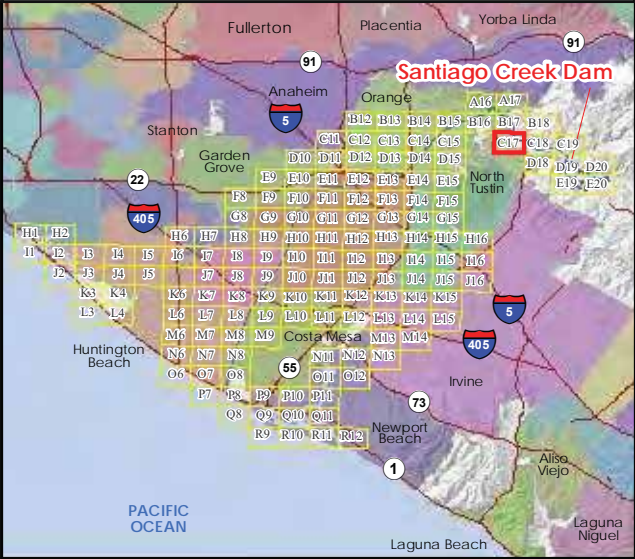 Fullerton
Placentia
Yorba Linda
91
91
Santiago Creek Dam
Anaheim
Orange
A16 A17
5
B12 B13 B14 B15 B16 B17 B18
Stanton
C11 C12 C13 C14 C15 C17 C18 C19
Garden
Grove
D10 D11 D12 D13 D14 D15 D18 D19 D20
North
Tustin
22
E9 E10 E11 E12 E13 E14 E15 E19 E20
F8 F9 F10 F11 F12 F13 F14 F15
405
G8 G9 G10 G11 G12 G13 G14 G15
H1 H2 H6 H7 H8 H9 H10 H11 H12 H13 H14 H15 H16
I1 I2 I3 I4 I5 I6 I7 I8 I9 I10 I11 I12 I13 I14 I15 I16
J2 J3 J4 J5 J7 J8 J9 J10 J11 J12 J13 J14 J15 J16
K3 K4 K6 K7 K8 K9 K10 K11 K12 K13 K14 K15
5
L3 L4 L6 L7 L8 L9 L10 L11 L12 L13 L14 L15
M6 M7 M8 M9 Costa Mesa M13 M14
405
Huntington
Beach
N6 N7 N8 N11 N12 N13
55
O6 O7 O8 O11 O12
Irvine
P7 P8 P9 P10 P11
73
Q8 Q9 Q10 Q11
Newport
Beach
R9 R10 R11 R12
1
Aliso
Viejo
PACIFIC
OCEAN
Laguna
Niguel
Laguna Beach